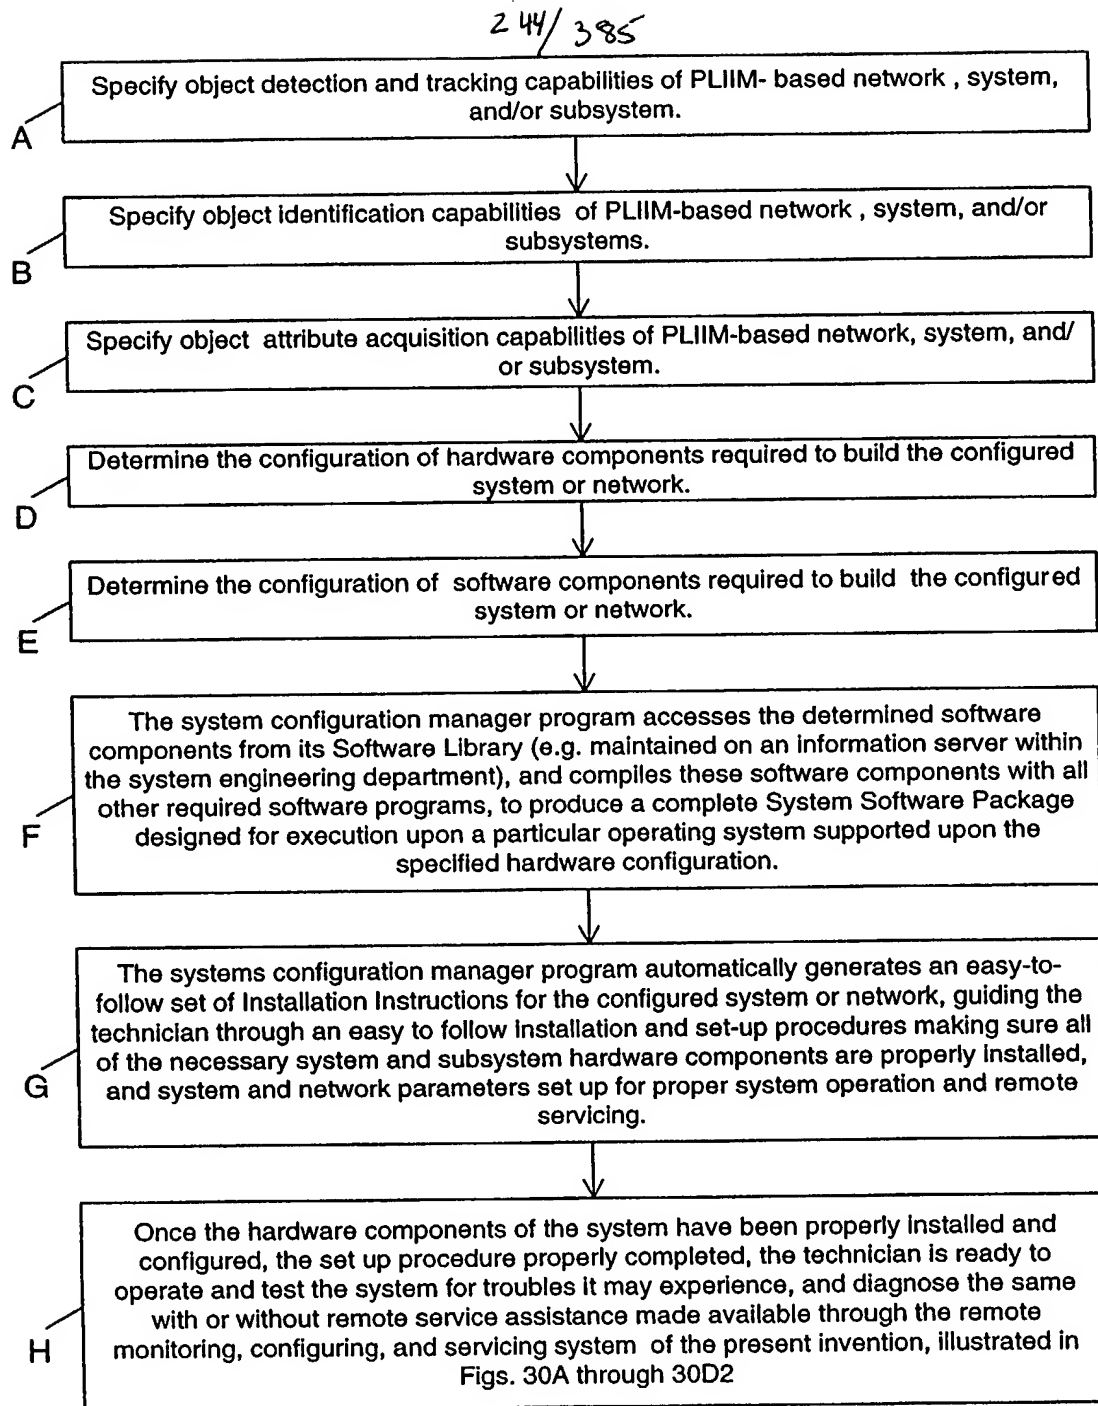 244/385
Specify object detection and tracking capabilities of PLIIM- based network , system,
and/or subsystem.
A
Specify object identification capabilities of PLIIM-based network , system, and/or
subsystems.
B
Specify object attribute acquisition capabilities of PLIIM-based network, system, and/
or subsystem.
C
Determine the configuration of hardware components required to build the configured
system or network.
D
Determine the configuration of software components required to build the configured
system or network.
E
The system configuration manager program accesses the determined software
components from its Software Library (e.g. maintained on an information server within
the system engineering department), and compiles these software components with all
other required software programs, to produce a complete System Software Package
designed for execution upon a particular operating system supported upon the
specified hardware configuration.
F
The systems configuration manager program automatically generates an easy-to-
follow set of Installation Instructions for the configured system or network, guiding the
technician through an easy to follow installation and set-up procedures making sure all
of the necessary system and subsystem hardware components are properly installed,
and system and network parameters set up for proper system operation and remote
servicing.
G
Once the hardware components of the system have been properly installed and
configured, the set up procedure properly completed, the technician is ready to
operate and test the system for troubles it may experience, and diagnose the same
with or without remote service assistance made available through the remote
monitoring, configuring, and servicing system of the present invention, illustrated in
Figs. 30A through 30D2
H